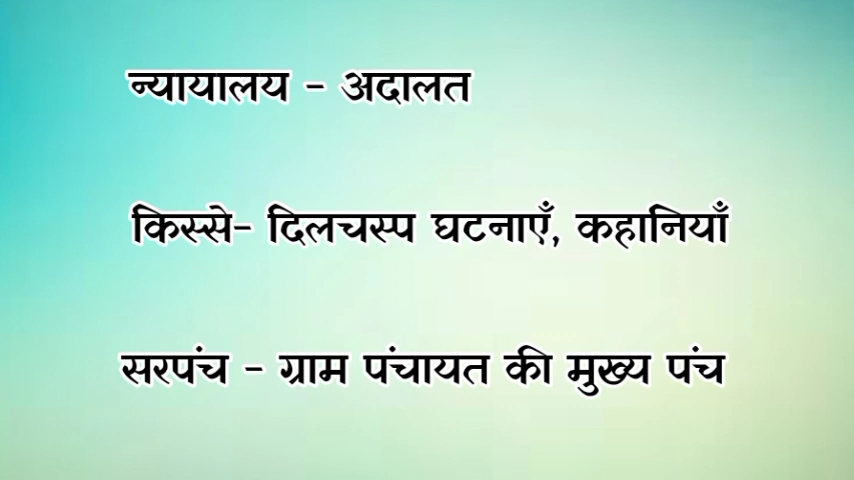 न्यायालय - अदालत
किस्से- दिलचस्प घटनाएँ, कहानियाँ
सरपंच - ग्राम पंचायत की मुख्य पंच